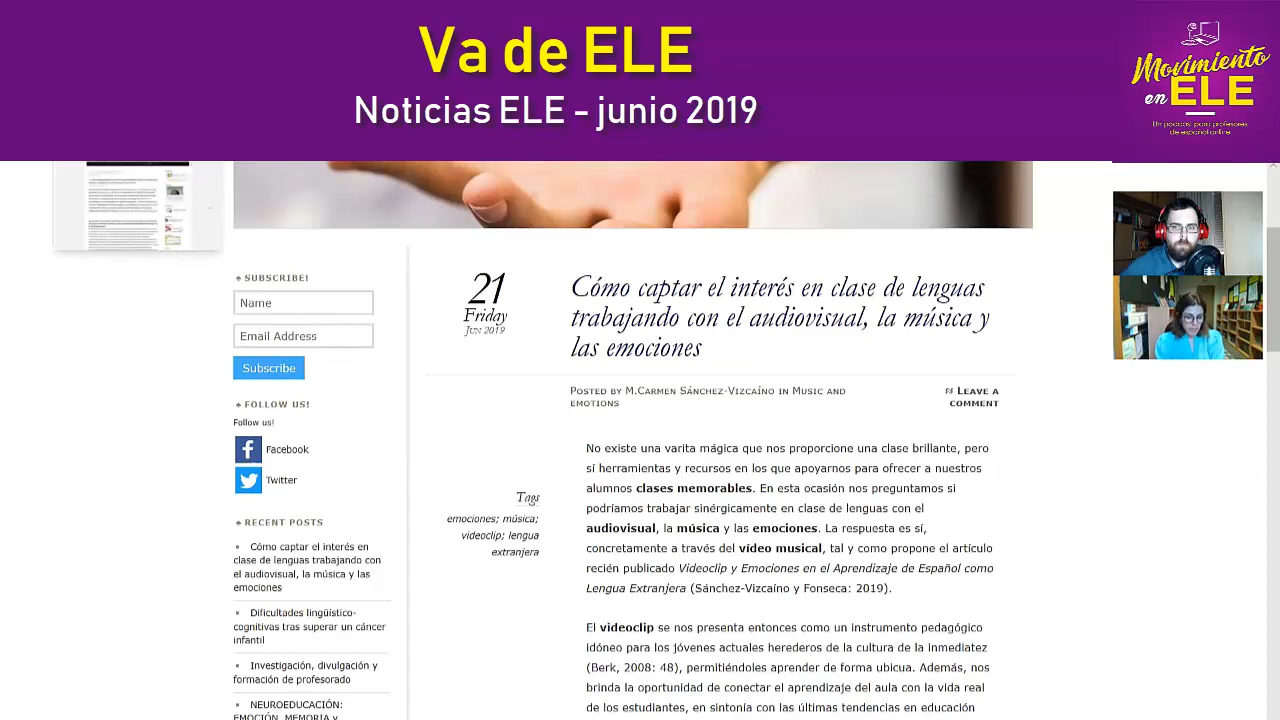 Va de ELE
Noticias ELE - junio 2019
Movimiento
en ELE
Un podcast para profesores
de español online
SUBSCRIBE!
Name
Email Address
Subscribe
FOLLOW US!
Follow us!
Facebook
Twitter
RECENT POSTS
Cómo captar el interés en
clase de lenguas trabajando con
el audiovisual, la música y las
emociones
Dificultades lingüístico-
cognitivas tras superar un cáncer
infantil
Investigación, divulgación y
formación de profesorado
NEUROEDUCACIÓN:
EMOCIÓN, MEMORIA y
21
Friday
Jun 2019
Cómo captar el interés en clase de lenguas
trabajando con el audiovisual, la música y
las emociones
Posted by M.Carmen Sánchez-Vizcaíno in Music and
emotions
Leave a
comment
Tags
emociones; música;
videoclip; lengua
extranjera
No existe una varita mágica que nos proporcione una clase brillante, pero
sí herramientas y recursos en los que apoyarnos para ofrecer a nuestros
alumnos clases memorables. En esta ocasión nos preguntamos si
podríamos trabajar sinérgicamente en clase de lenguas con el
audiovisual, la música y las emociones. La respuesta es sí,
concretamente a través del vídeo musical, tal y como propone el artículo
recién publicado Videoclip y Emociones en el Aprendizaje de Español como
Lengua Extranjera (Sánchez-Vizcaíno y Fonseca: 2019).
El videoclip se nos presenta entonces como un instrumento pedagógico
idóneo para los jóvenes actuales herederos de la cultura de la inmediatez
(Berk, 2008: 48), permitiéndoles aprender de forma ubicua. Además, nos
brinda la oportunidad de conectar el aprendizaje del aula con la vida real
de los estudiantes, en sintonía con las últimas tendencias en educación